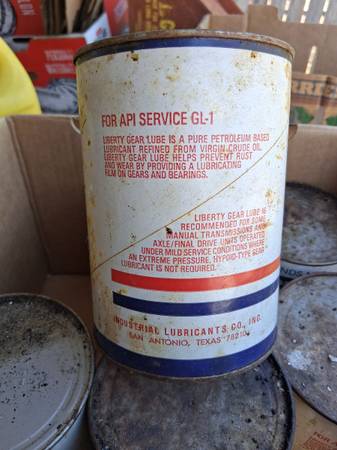 FOR API SERVICE GL-1
LIBERTY GEAR LUBE IS A PURE PETROLEUM BASED
LUBRICANT REFINED FROM VIRGIN CRUDE OIL.
LIBERTY GEAR LUBE HELPS PREVENT RUST
AND WEAR BY PROVIDING A LUBRICATING
FILM ON GEARS AND BEARINGS.
LIBERTY GEAR LUBE IS
RECOMMENDED FOR SOME
MANUAL TRANSMISSIONS AND
AXLE/FINAL DRIVE UNITS OPERATED
UNDER MILD SERVICE CONDITIONS WHERE
AN EXTREME PRESSURE, HYPOID-TYPE GEAR
LUBRICANT IS NOT REQUIRED.
INDUSTRIAL LUBRICANTS CO., INC.
SAN ANTONIO, TEXAS 78210